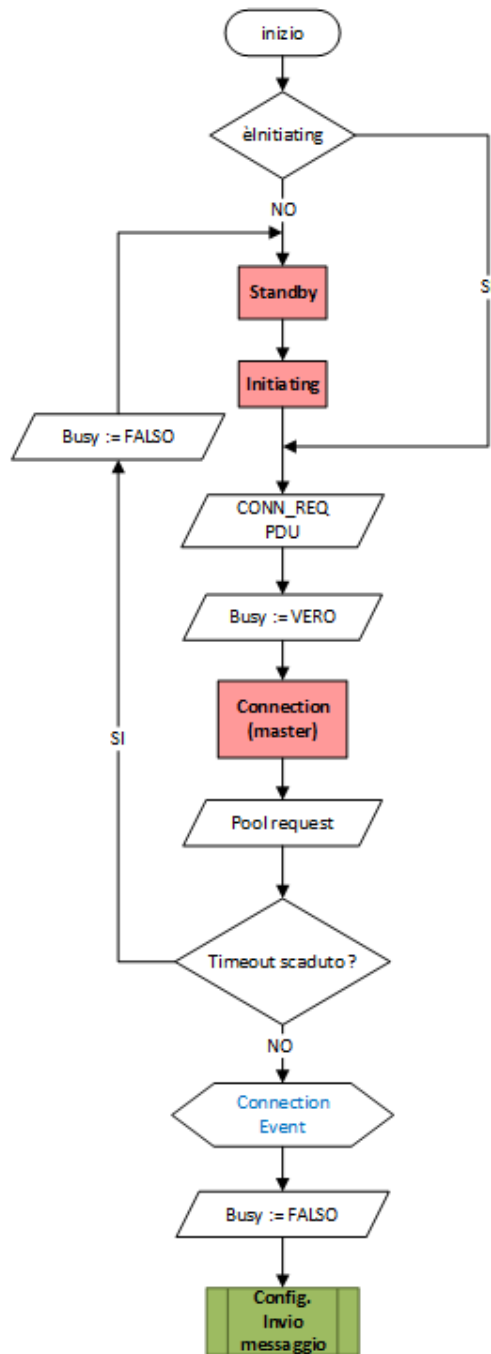 inizio
èInitiating
NO
S
Standby
Initiating
Busy := FALSO
CONN_REQ
PDU
Busy := VERO
Connection
(master)
SI
Pool request
Timeout scaduto ?
NO
Connection
Event
Busy := FALSO
Config.
Invio
messaggio